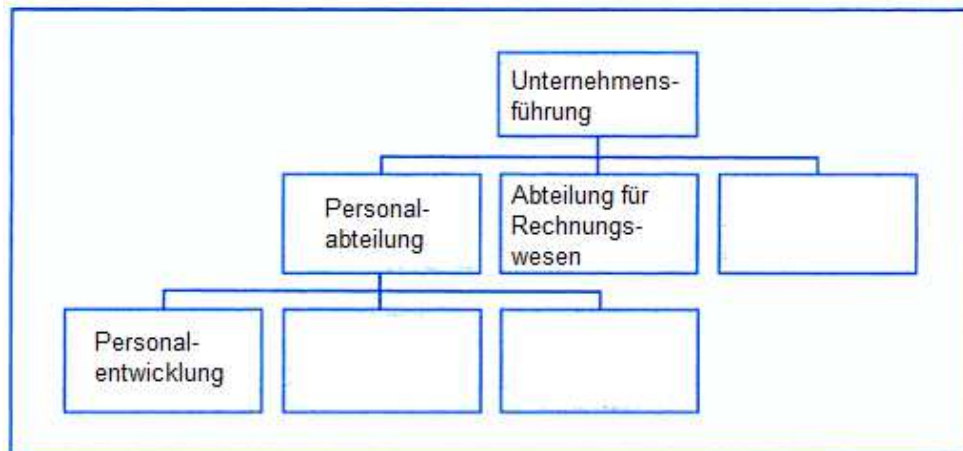 Unternehmens-
führung
Personal-
abteilung
Abteilung für
Rechnungs-
wesen
Personal-
entwicklung